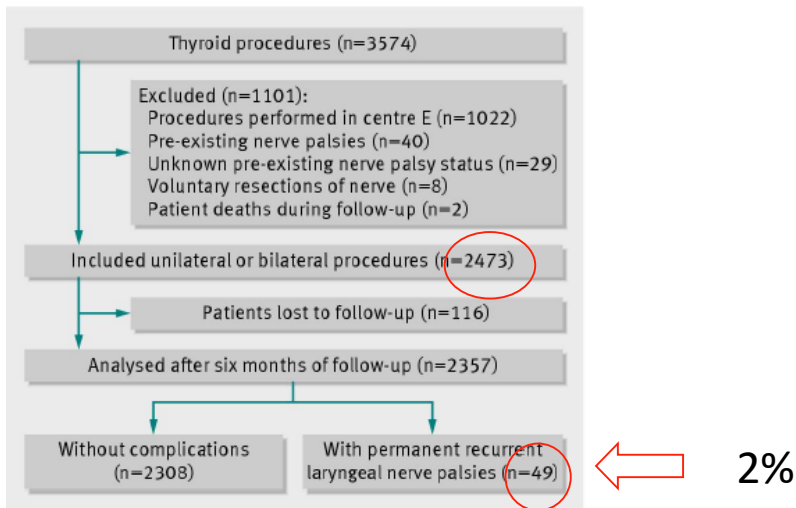 Thyroid procedures (n=3574)
Excluded (n=1101):
Procedures performed in centre E (n=1022)
Pre-existing nerve palsies (n=40)
Unknown pre-existing nerve palsy status (n=29)
Voluntary resections of nerve (n=8)
Patient deaths during follow-up (n=2)
Included unilateral or bilateral procedures (n=2473)
Patients lost to follow-up (n=116)
Analysed after six months of follow-up (n=2357)
Without complications
(n=2308)
With permanent recurrent
laryngeal nerve palsies (n=49)
2%